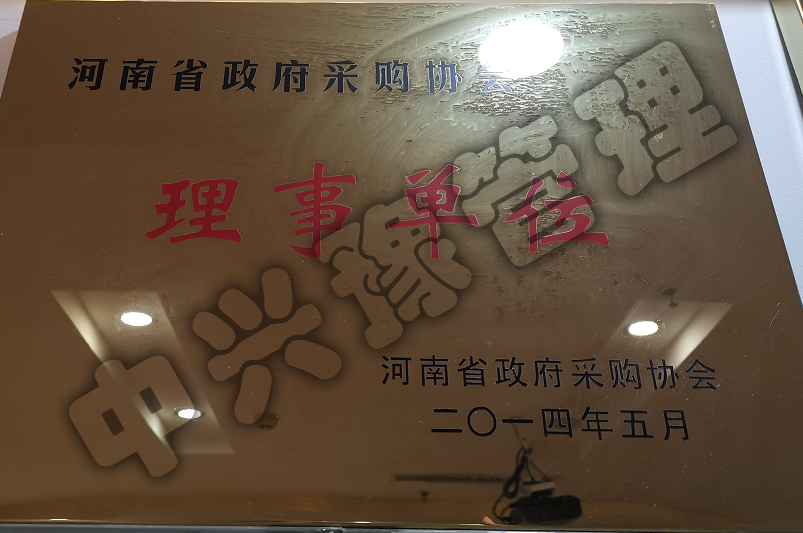 河南省政府采购协会
理事单位
河南省政府采购协会
二〇一四年五月
中兴豫管理